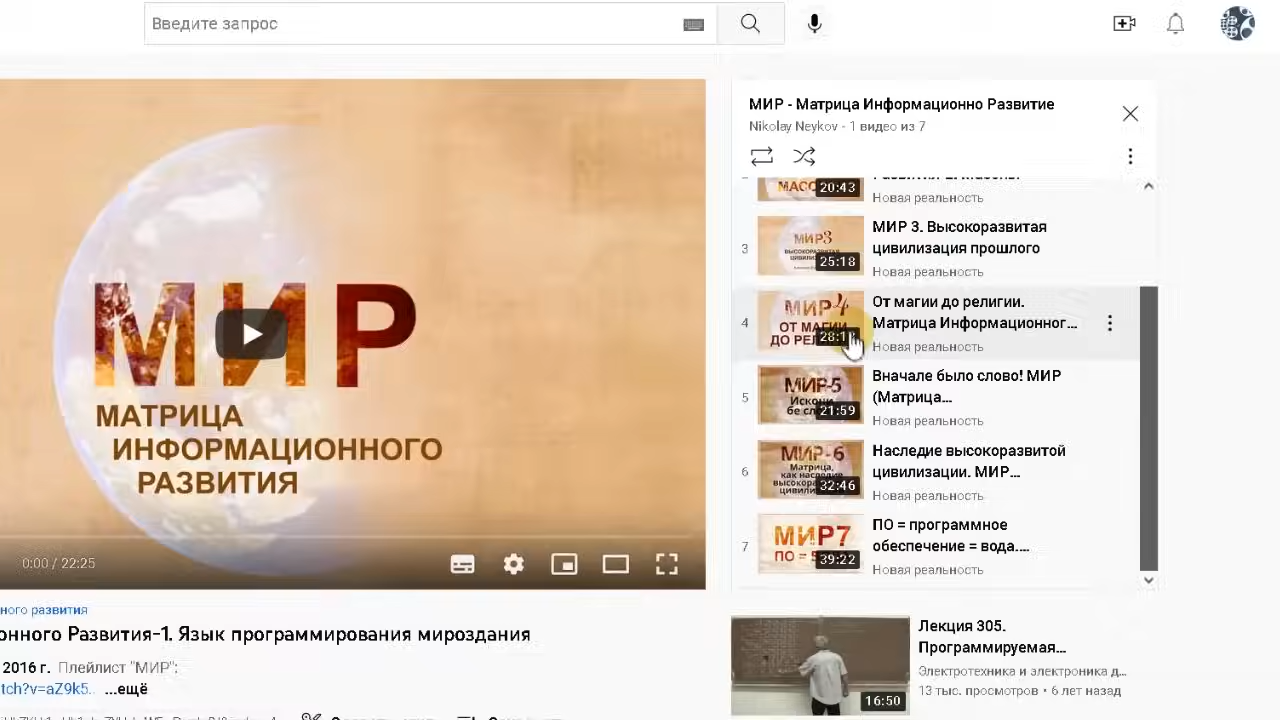 Введите запрос
МИР
МАТРИЦА
ИНФОРМАЦИОННОГО
РАЗВИТИЯ
0:00 / 22:25
ного развития
онного Развития-1. Язык программирования мироздания
2016 г. Плейлист "МИР":
tch?v=aZ9k5... ...ещё
МИР - Матрица Информационно Развитие
Nikolay Neykov - 1 видео из 7
20:43
Новая реальность
3
МИР3
25:18
МИР 3. Высокоразвитая
цивилизация прошлого
Новая реальность
4
МИР4
ОТ МАГИИ
От магии до религии.
Матрица Информационног...
Новая реальность
5
МИР-5
21:59
Вначале было слово! МИР
(Матрица...
Новая реальность
6
МИР-6
Матрица,
как наследие
32:46
Наследие высокоразвитой
цивилизации. МИР...
Новая реальность
7
МИР7
39:22
ПО = программное
обеспечение = вода....
Новая реальность
16:50
Лекция 305.
Программируемая...
Электротехника и электроника д...
13 тыс. просмотров • 6 лет назад